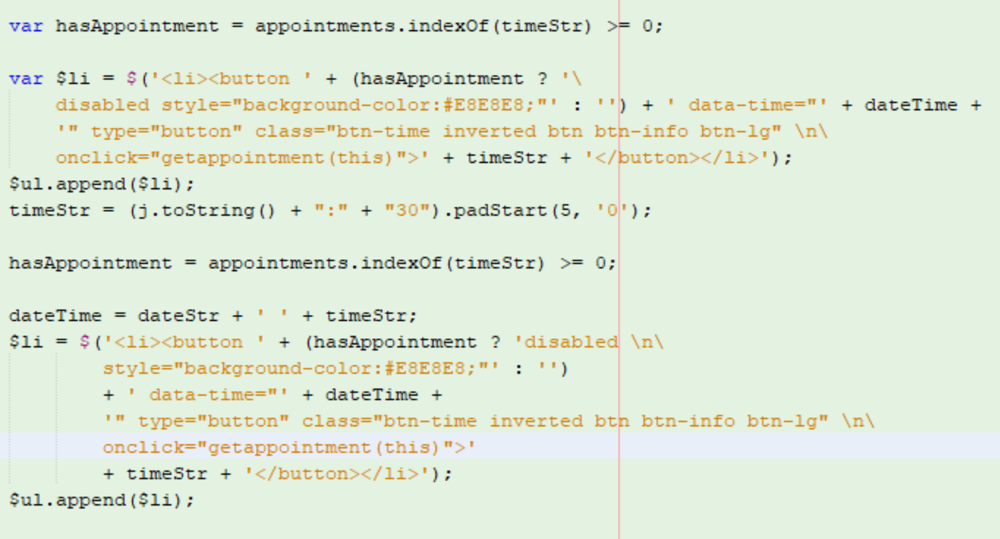 var hasAppointment = appointments.indexOf(timeStr) >= 0;
var $li = $('<li><button ' + (hasAppointment ? '\
disabled style="background-color:#E8E8E8;"' : '') + ' data-time="' + dateTime +
'" type="button" class="btn-time inverted btn btn-info btn-lg" \n\
onclick="getappointment(this)">' + timeStr + '</button></li>');
$ul.append($li);
timeStr = (j.toString() + ":" + "30").padStart(5, '0');
hasAppointment = appointments.indexOf(timeStr) >= 0;
dateTime = dateStr + ' ' + timeStr;
$li = $('<li><button ' + (hasAppointment ? 'disabled \n\
style="background-color:#E8E8E8;"' : '')
+ ' data-time="' + dateTime +
'" type="button" class="btn-time inverted btn btn-info btn-lg" \n\
onclick="getappointment(this)">'
+ timeStr + '</button></li>');
$ul.append($li);